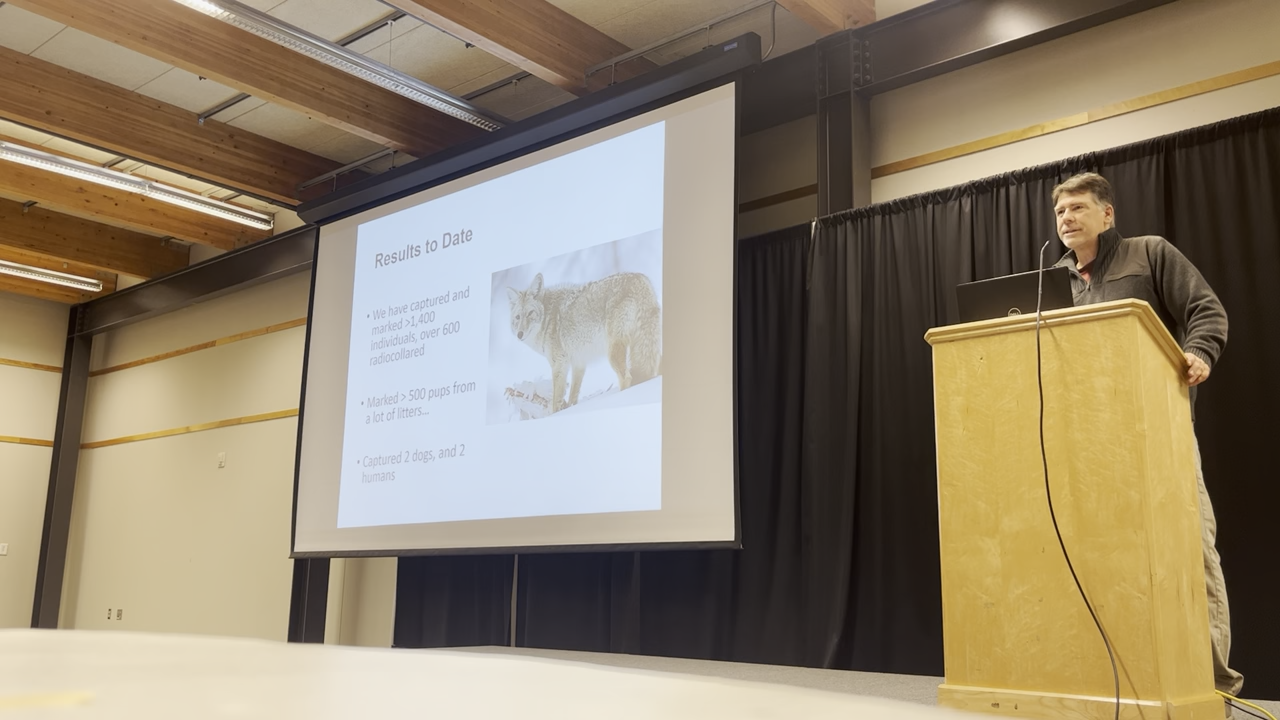 Results to Date
• We have captured and
marked >1,400
individuals, over 600
radiocollared
• Marked > 500 pups from
a lot of litters...
• Captured 2 dogs, and 2
humans